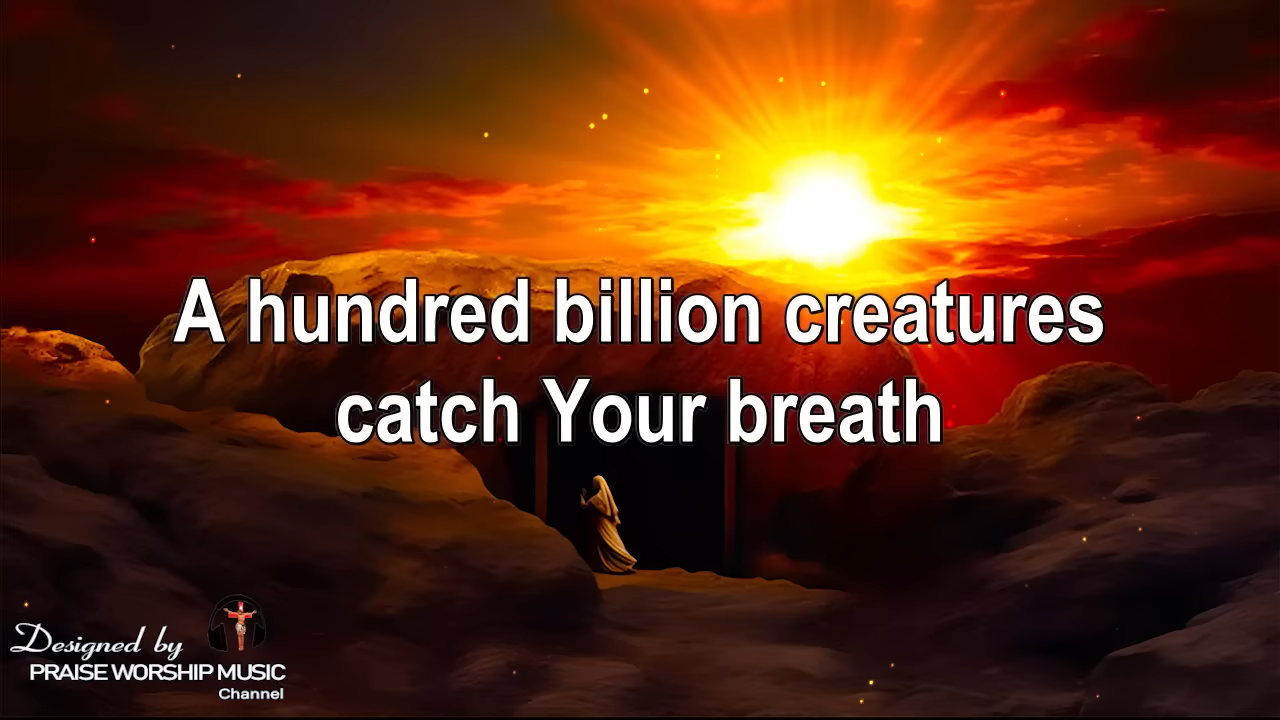 A hundred billion creatures
catch Your breath
Designed by
PRAISE WORSHIP MUSIC
Channel